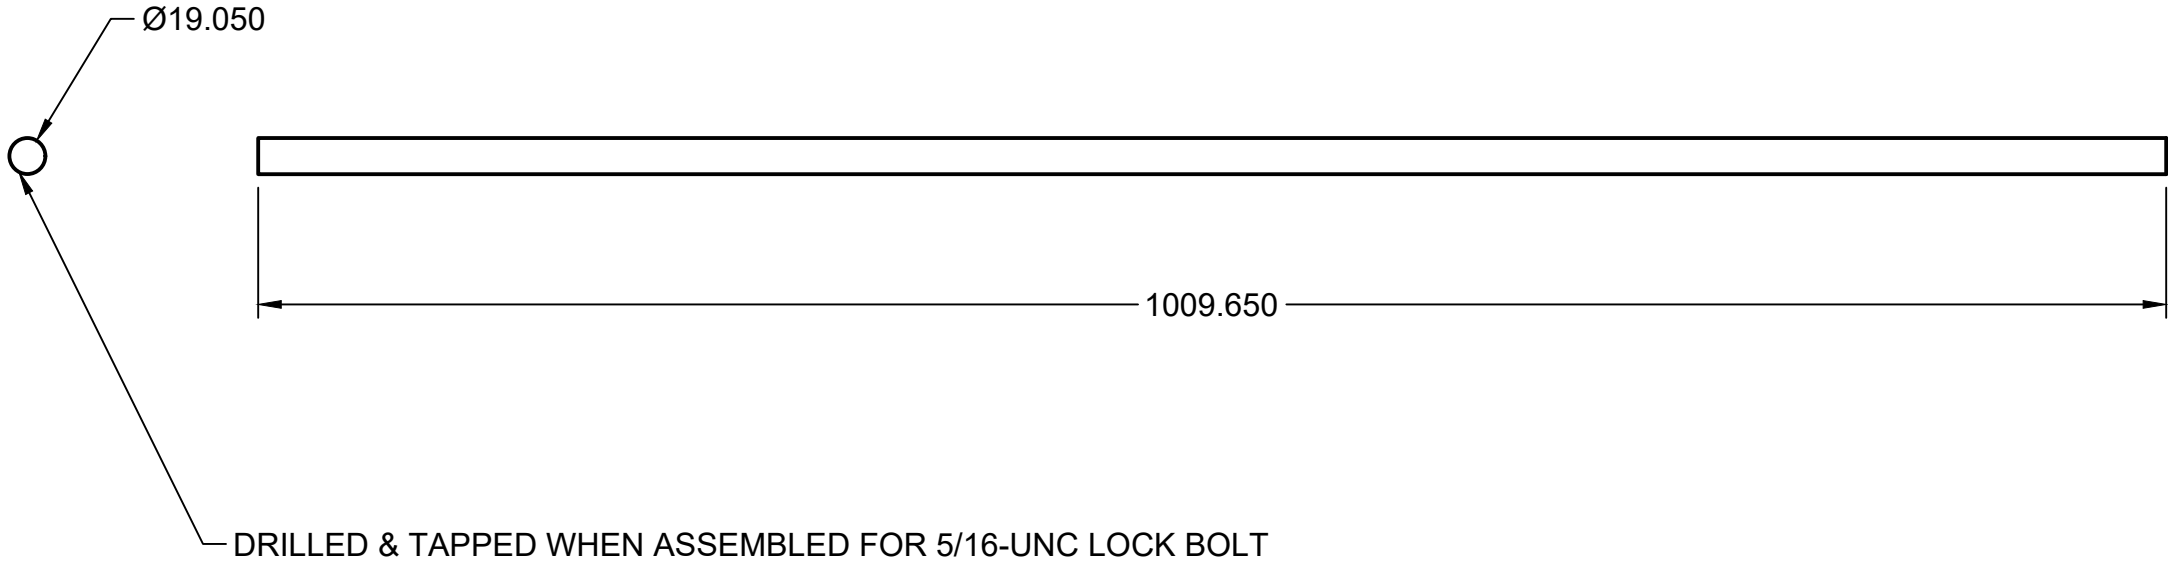 Ø19.050
1009.650
DRILLED & TAPPED WHEN ASSEMBLED FOR 5/16-UNC LOCK BOLT